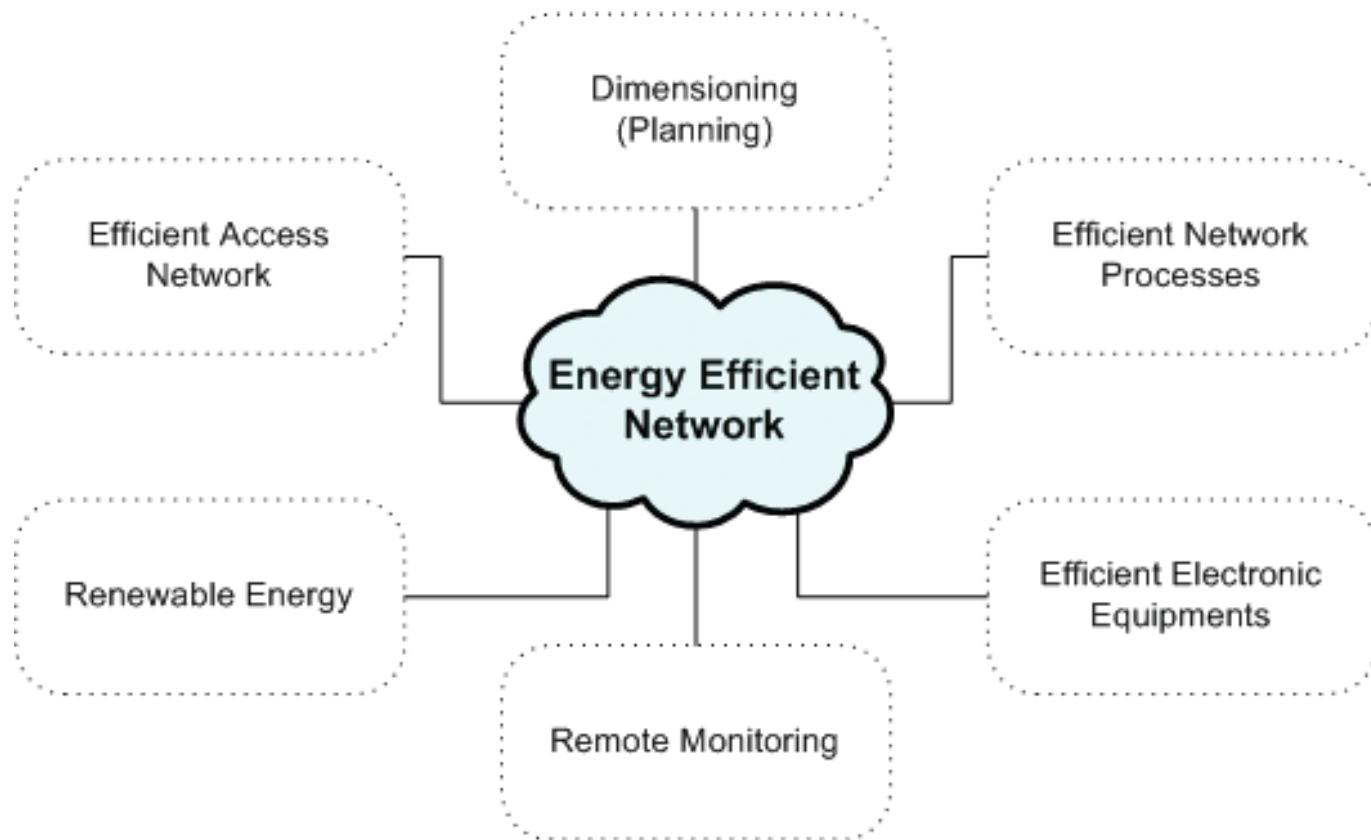 Dimensioning
(Planning)
Efficient Access
Network
Efficient Network
Processes
Energy Efficient
Network
Renewable Energy
Efficient Electronic
Equipments
Remote Monitoring